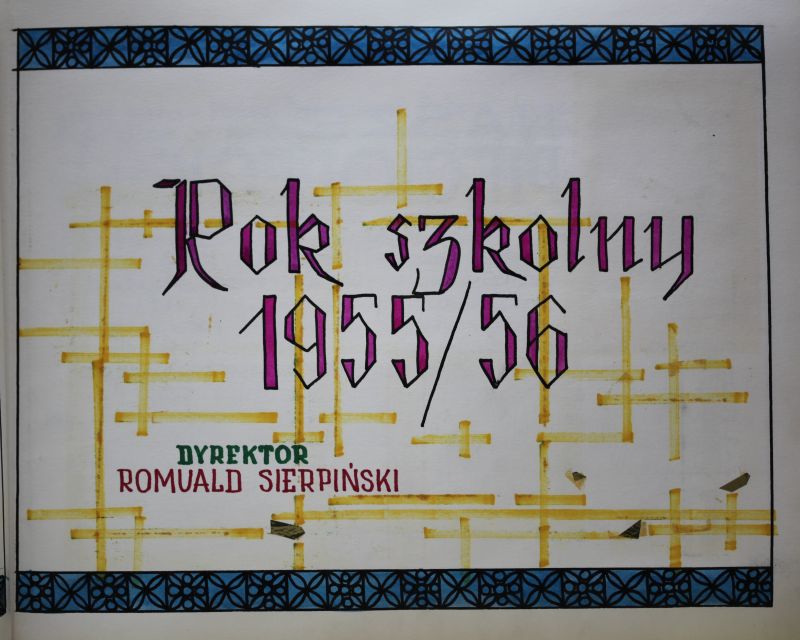 Rok szkolny
1955/56
DYREKTOR
ROMUALD SIERPIŃSKI